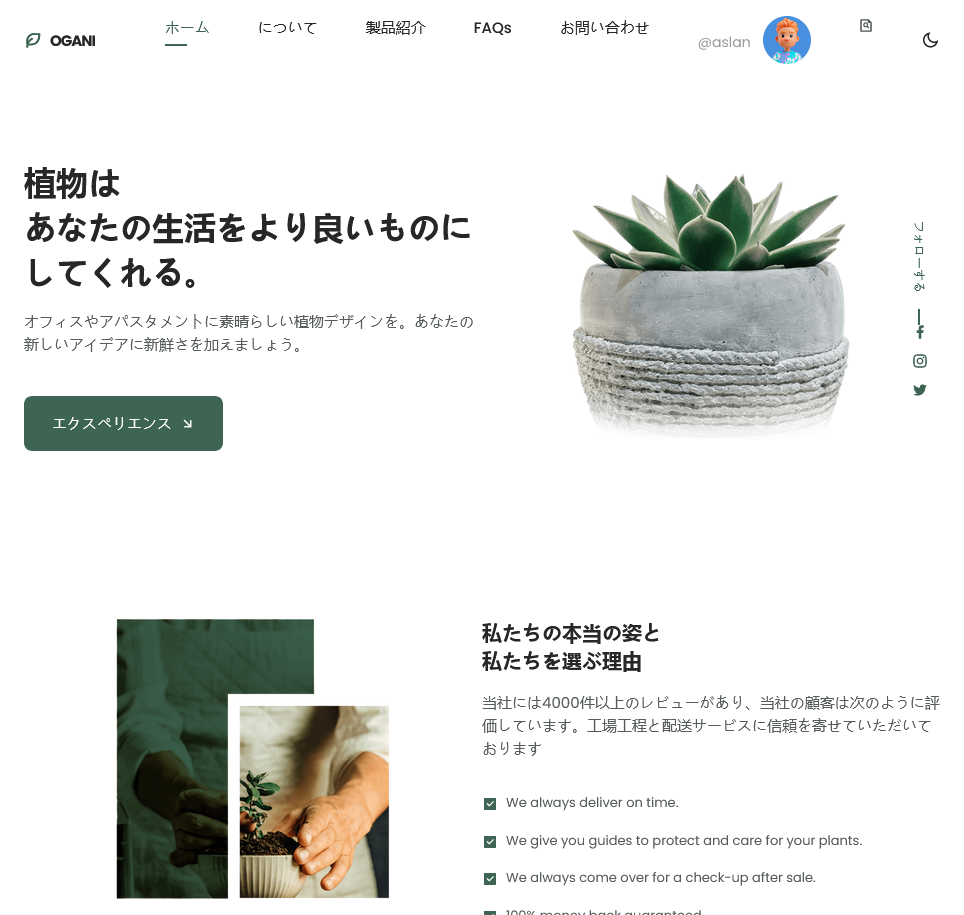 OGANI
ホーム
について
製品紹介
FAQs
お問い合わせ
@aslan
植物は
あなたの生活をより良いものに
してくれる。
オフィスやアパスタメントに素晴らしい植物デザインを。あなたの
新しいアイデアに新鮮さを加えましょう。
エクスペリエンス
フォローする
私たちの本当の姿と
私たちを選ぶ理由
当社には4000件以上のレビューがあり、当社の顧客は次のように評
価しています。工場工程と配送サービスに信頼を寄せていただいて
おります
We always deliver on time.
We give you guides to protect and care for your plants.
We always come over for a check-up after sale.
100% money back guaranteed.